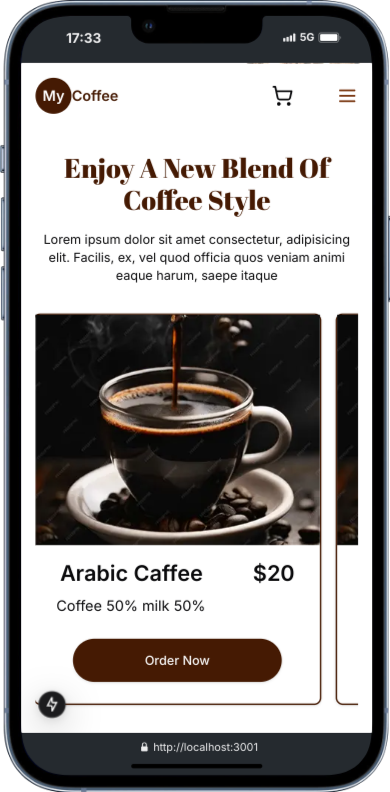 17:33 5G
My Coffee
Enjoy A New Blend Of
Coffee Style
Lorem ipsum dolor sit amet consectetur, adipisicing
elit. Facilis, ex, vel quod officia quos veniam animi
eaque harum, saepe itaque
Arabic Caffee $20
Coffee 50% milk 50%
Order Now
http://localhost:3001